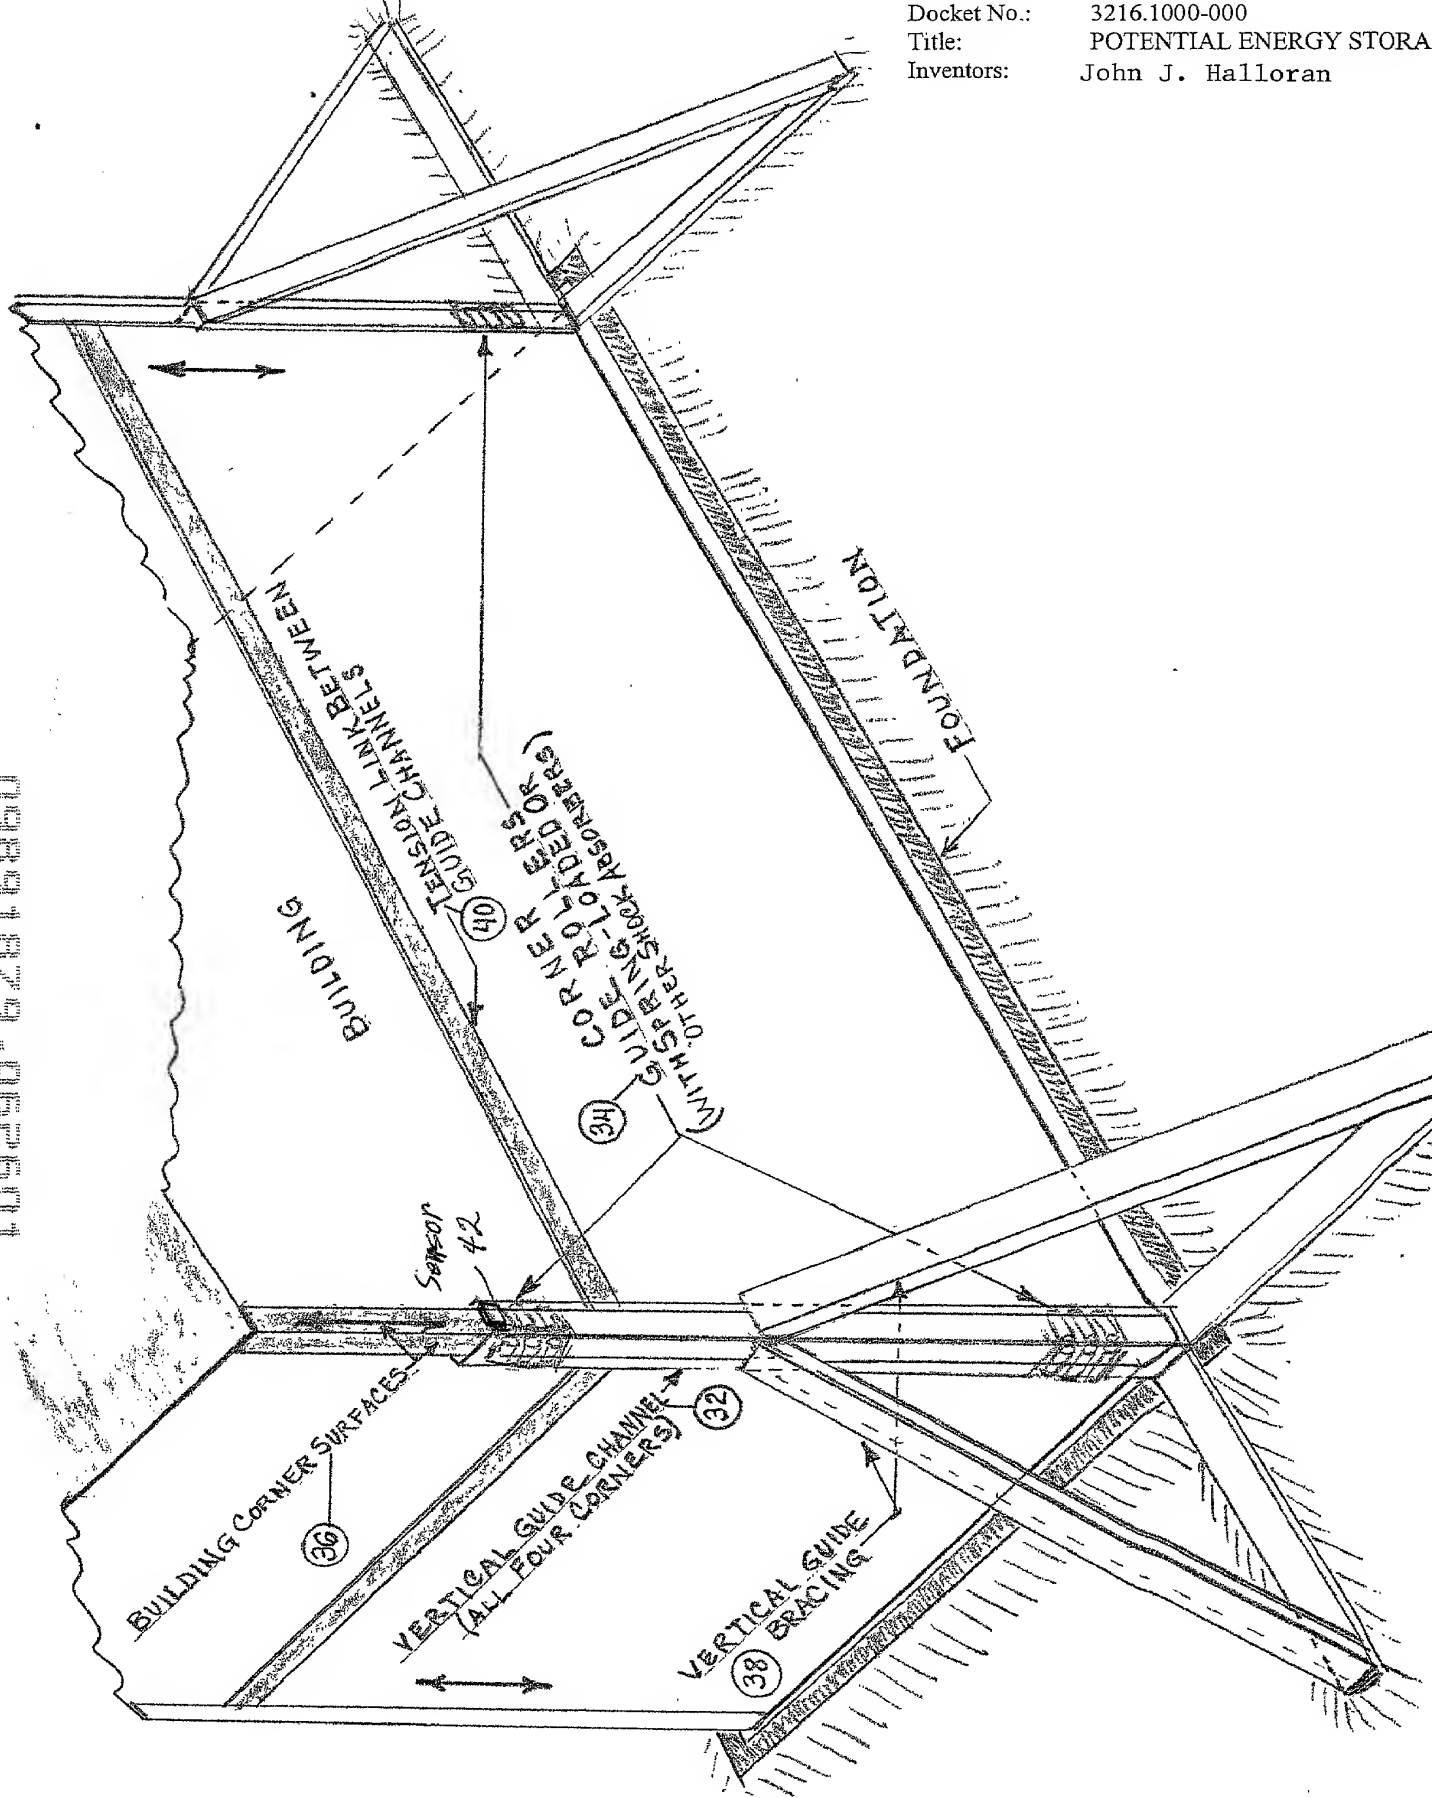 Docket No.: 3216.1000-000
Title: POTENTIAL ENERGY STORA
Inventors: John J. Halloran
BUILDING
TENSION LINK BETWEEN
40 GUIDE CHANNELS
CORNER
34 GUIDE ROLLERS
(WITH SPRING-LOADED OR
OTHER SHOCK ABSORBERS)
FOUNDATION
Sensor
42
BUILDING CORNER SURFACES
36
VERTICAL GUIDE CHANNEL
(ALL FOUR CORNERS)
32
VERTICAL GUIDE
38 BRACING